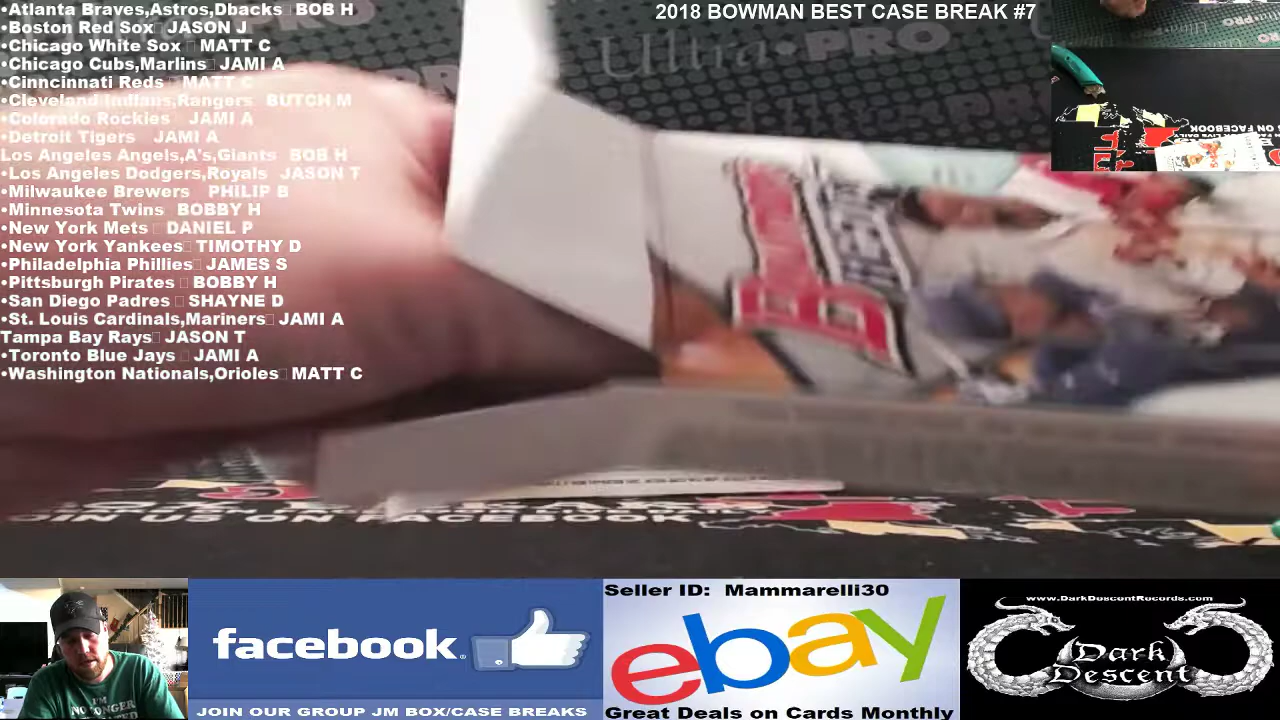 •Atlanta Braves,Astros,Dbacks BOB H
•Boston Red Sox JASON J
•Chicago White Sox MATT C
•Chicago Cubs,Marlins JAMI A
•Cinncinnati Reds MATT C
•Cleveland Indians,Rangers BUTCH M
•Colorado Rockies JAMI A
•Detroit Tigers JAMI A
Los Angeles Angels,A's,Giants BOB H
•Los Angeles Dodgers,Royals JASON T
•Milwaukee Brewers PHILIP B
•Minnesota Twins BOBBY H
•New York Mets DANIEL P
•New York Yankees TIMOTHY D
•Philadelphia Phillies JAMES S
•Pittsburgh Pirates BOBBY H
•San Diego Padres SHAYNE D
•St. Louis Cardinals,Mariners JAMI A
Tampa Bay Rays JASON T
•Toronto Blue Jays JAMI A
•Washington Nationals,Orioles MATT C
2018 BOWMAN BEST CASE BREAK #7
Ultra•PRO
BOWMAN
BEST
JOIN US ON FACEBOOK
facebook.
JOIN OUR GROUP JM BOX/CASE BREAKS
Seller ID: Mammarelli30
ebay
Great Deals on Cards Monthly
www.DarkDescentRecords.com
Dark
Descent